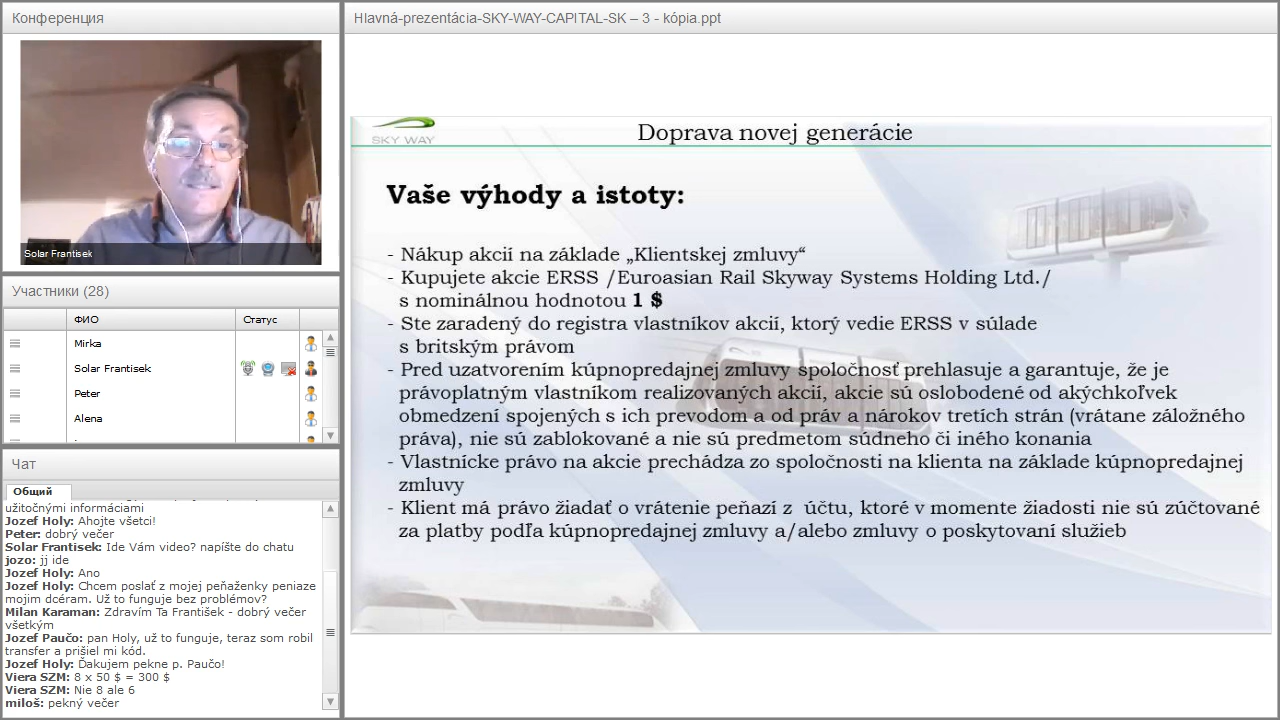 Конференция
Solar Frantisek
Участники (28)
ФИО
Статус
Mirka
Solar Frantisek
Peter
Alena
Чат
Общий
užitočnými informáciami
Jozef Holy: Ahojte všetci!
Peter: dobrý večer
Solar Frantisek: Ide Vám video? napíšte do chatu
jozo: jj ide
Jozef Holy: Ano
Jozef Holy: Chcem poslať z mojej peňaženky peniaze
mojim dcéram. Už to funguje bez problémov?
Milan Karaman: Zdravím Ta František - dobrý večer
všetkým
Jozef Paučo: pan Holy, už to funguje, teraz som robil
transfer a prišiel mi kód.
Jozef Holy: Ďakujem pekne p. Paučo!
Viera SZM: 8 x 50 $ = 300 $
Viera SZM: Nie 8 ale 6
miloš: pekný večer
Hlavná-prezentácia-SKY-WAY-CAPITAL-SK – 3 - kópia.ppt
SKY WAY
Doprava novej generácie
Vaše výhody a istoty:
- Nákup akcií na základe „Klientskej zmluvy“
- Kupujete akcie ERSS /Euroasian Rail Skyway Systems Holding Ltd./
s nominálnou hodnotou 1 $
- Ste zaradený do registra vlastníkov akcií, ktorý vedie ERSS v súlade
s britským právom
- Pred uzatvorením kúpnopredajnej zmluvy spoločnosť prehlasuje a garantuje, že je
právoplatným vlastníkom realizovaných akcií, akcie sú oslobodené od akýchkoľvek
obmedzení spojených s ich prevodom a od práv a nárokov tretích strán (vrátane záložného
práva), nie sú zablokované a nie sú predmetom súdneho či iného konania
- Vlastnícke právo na akcie prechádza zo spoločnosti na klienta na základe kúpnopredajnej
zmluvy
- Klient má právo žiadať o vrátenie peňazí z účtu, ktoré v momente žiadosti nie sú zúčtované
za platby podľa kúpnopredajnej zmluvy a/alebo zmluvy o poskytovaní služieb